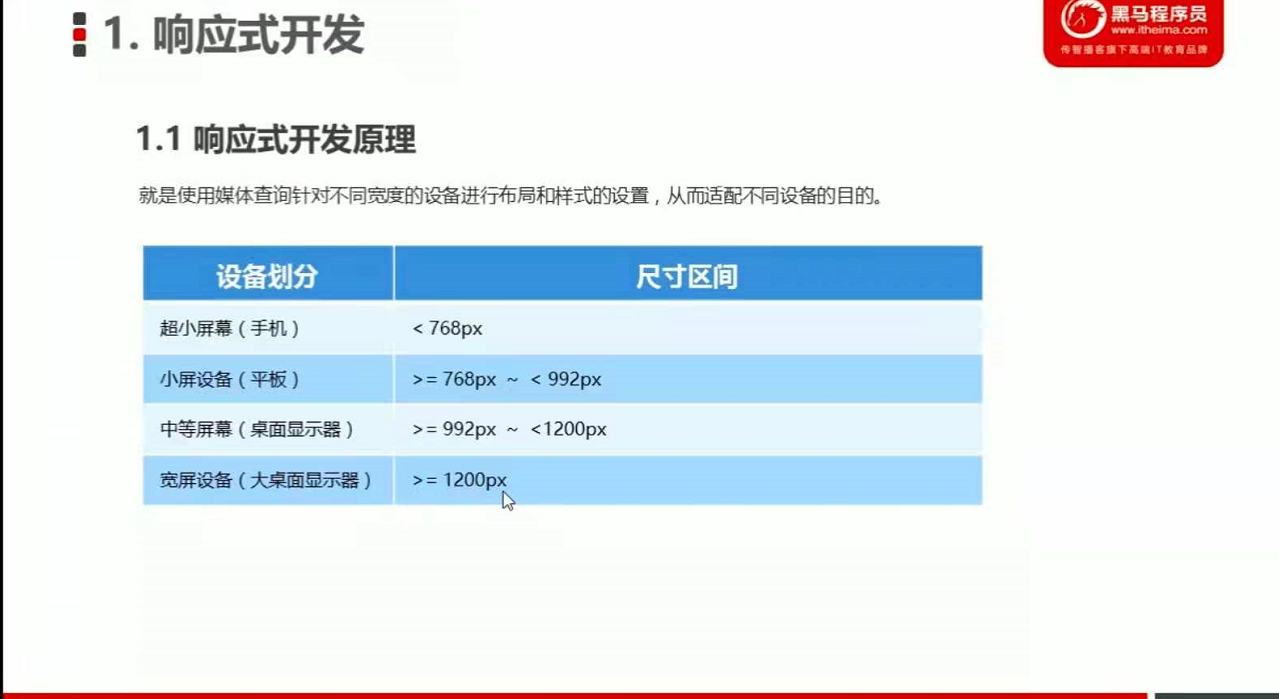 1. 响应式开发
黑马程序员
www.itheima.com
传智播客旗下高端IT教育品牌
1.1 响应式开发原理
就是使用媒体查询针对不同宽度的设备进行布局和样式的设置，从而适配不同设备的目的。
设备划分 尺寸区间
超小屏幕（手机） < 768px
小屏设备（平板） >= 768px ~ < 992px
中等屏幕（桌面显示器） >= 992px ~ <1200px
宽屏设备（大桌面显示器） >= 1200px